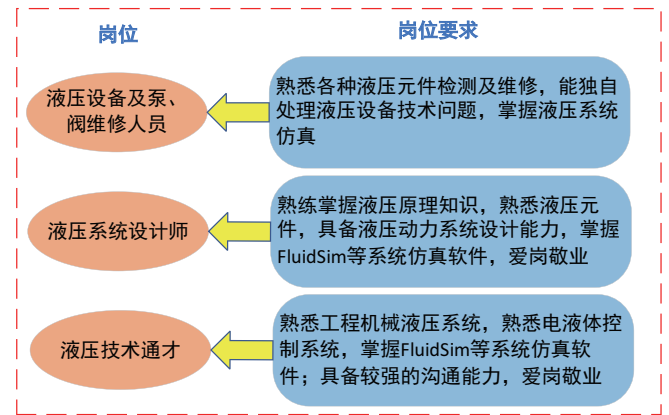 岗位
岗位要求
液压设备及泵、
阀维修人员
熟悉各种液压元件检测及维修，能独自
处理液压设备技术问题，掌握液压系统
仿真
液压系统设计师
熟练掌握液压原理知识，熟悉液压元
件，具备液压动力系统设计能力，掌握
FluidSim等系统仿真软件，爱岗敬业
液压技术通才
熟悉工程机械液压系统，熟悉电液体控
制系统，掌握FluidSim等系统仿真软
件；具备较强的沟通能力，爱岗敬业